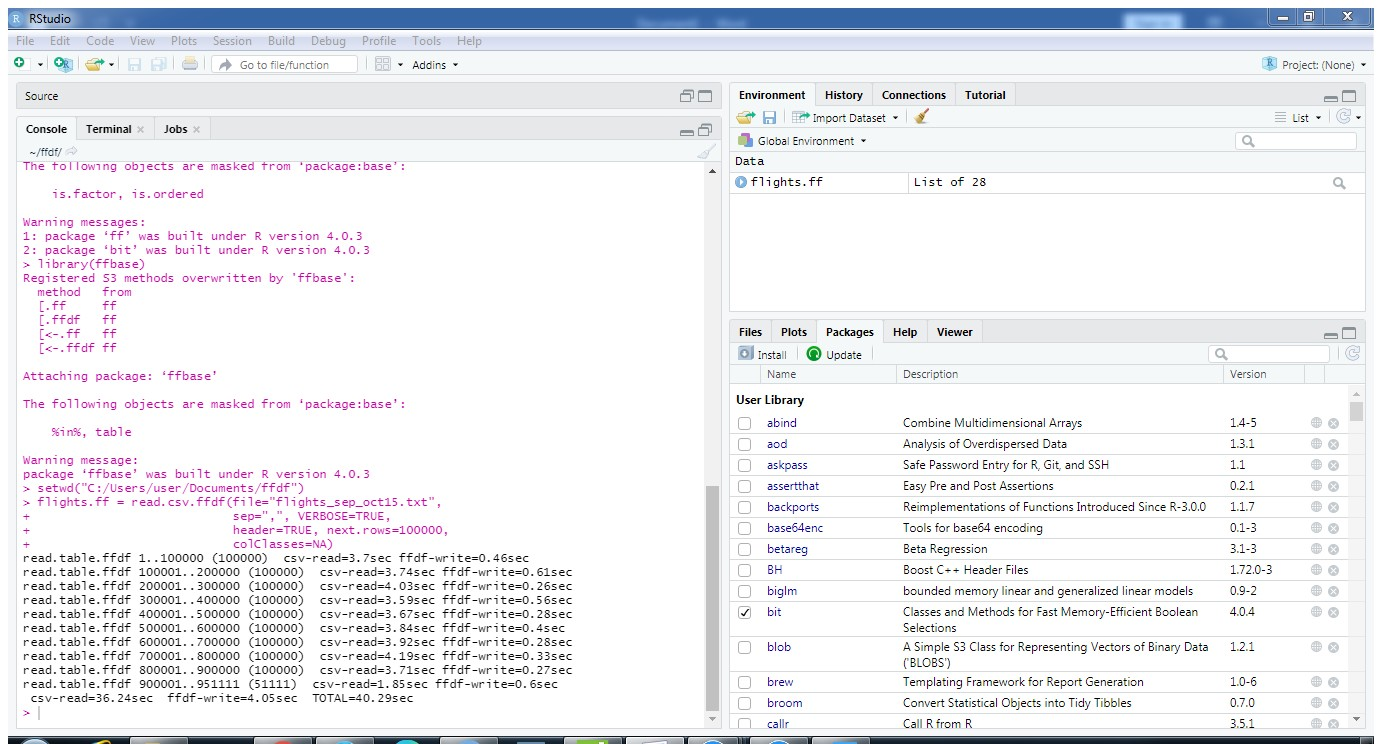 RStudio
File Edit Code View Plots Session Build Debug Profile Tools Help
Go to file/function Addins Project: (None)
Source
Console Terminal Jobs
~/ffdf/
The following objects are masked from ‘package:base’:
is.factor, is.ordered
Warning messages:
1: package ‘ff’ was built under R version 4.0.3
2: package ‘bit’ was built under R version 4.0.3
> library(ffbase)
Registered S3 methods overwritten by 'ffbase':
method from
[.ff ff
[.ffdf ff
[<-.ff ff
[<-.ffdf ff
Attaching package: ‘ffbase’
The following objects are masked from ‘package:base’:
%in%, table
Warning message:
package ‘ffbase’ was built under R version 4.0.3
> setwd("C:/Users/user/Documents/ffdf")
> flights.ff = read.csv.ffdf(file="flights_sep_oct15.txt",
+ sep=",", VERBOSE=TRUE,
+ header=TRUE, next.rows=100000,
+ colClasses=NA)
read.table.ffdf 1..100000 (100000) csv-read=3.7sec ffdf-write=0.46sec
read.table.ffdf 100001..200000 (100000) csv-read=3.74sec ffdf-write=0.61sec
read.table.ffdf 200001..300000 (100000) csv-read=4.03sec ffdf-write=0.26sec
read.table.ffdf 300001..400000 (100000) csv-read=3.59sec ffdf-write=0.56sec
read.table.ffdf 400001..500000 (100000) csv-read=3.67sec ffdf-write=0.28sec
read.table.ffdf 500001..600000 (100000) csv-read=3.84sec ffdf-write=0.4sec
read.table.ffdf 600001..700000 (100000) csv-read=3.92sec ffdf-write=0.28sec
read.table.ffdf 700001..800000 (100000) csv-read=4.19sec ffdf-write=0.33sec
read.table.ffdf 800001..900000 (100000) csv-read=3.71sec ffdf-write=0.27sec
read.table.ffdf 900001..951111 (51111) csv-read=1.85sec ffdf-write=0.6sec
csv-read=36.24sec ffdf-write=4.05sec TOTAL=40.29sec
>
Environment History Connections Tutorial
Import Dataset List
Global Environment
Data
flights.ff List of 28
Files Plots Packages Help Viewer
Install Update
Name Description Version
User Library
abind Combine Multidimensional Arrays 1.4-5
aod Analysis of Overdispersed Data 1.3.1
askpass Safe Password Entry for R, Git, and SSH 1.1
assertthat Easy Pre and Post Assertions 0.2.1
backports Reimplementations of Functions Introduced Since R-3.0.0 1.1.7
base64enc Tools for base64 encoding 0.1-3
betareg Beta Regression 3.1-3
BH Boost C++ Header Files 1.72.0-3
biglm bounded memory linear and generalized linear models 0.9-2
bit Classes and Methods for Fast Memory-Efficient Boolean 4.0.4
Selections
blob A Simple S3 Class for Representing Vectors of Binary Data 1.2.1
('BLOBS')
brew Templating Framework for Report Generation 1.0-6
broom Convert Statistical Objects into Tidy Tibbles 0.7.0
callr Call R from R 3.5.1